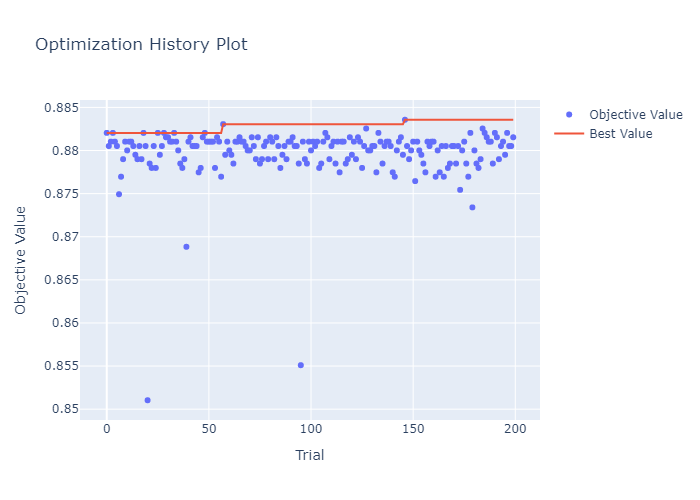 Optimization History Plot
0.885
0.88
0.875
0.87
0.865
0.86
0.855
0.85
Objective Value
0
50
100
150
200
Trial
Objective Value
Best Value